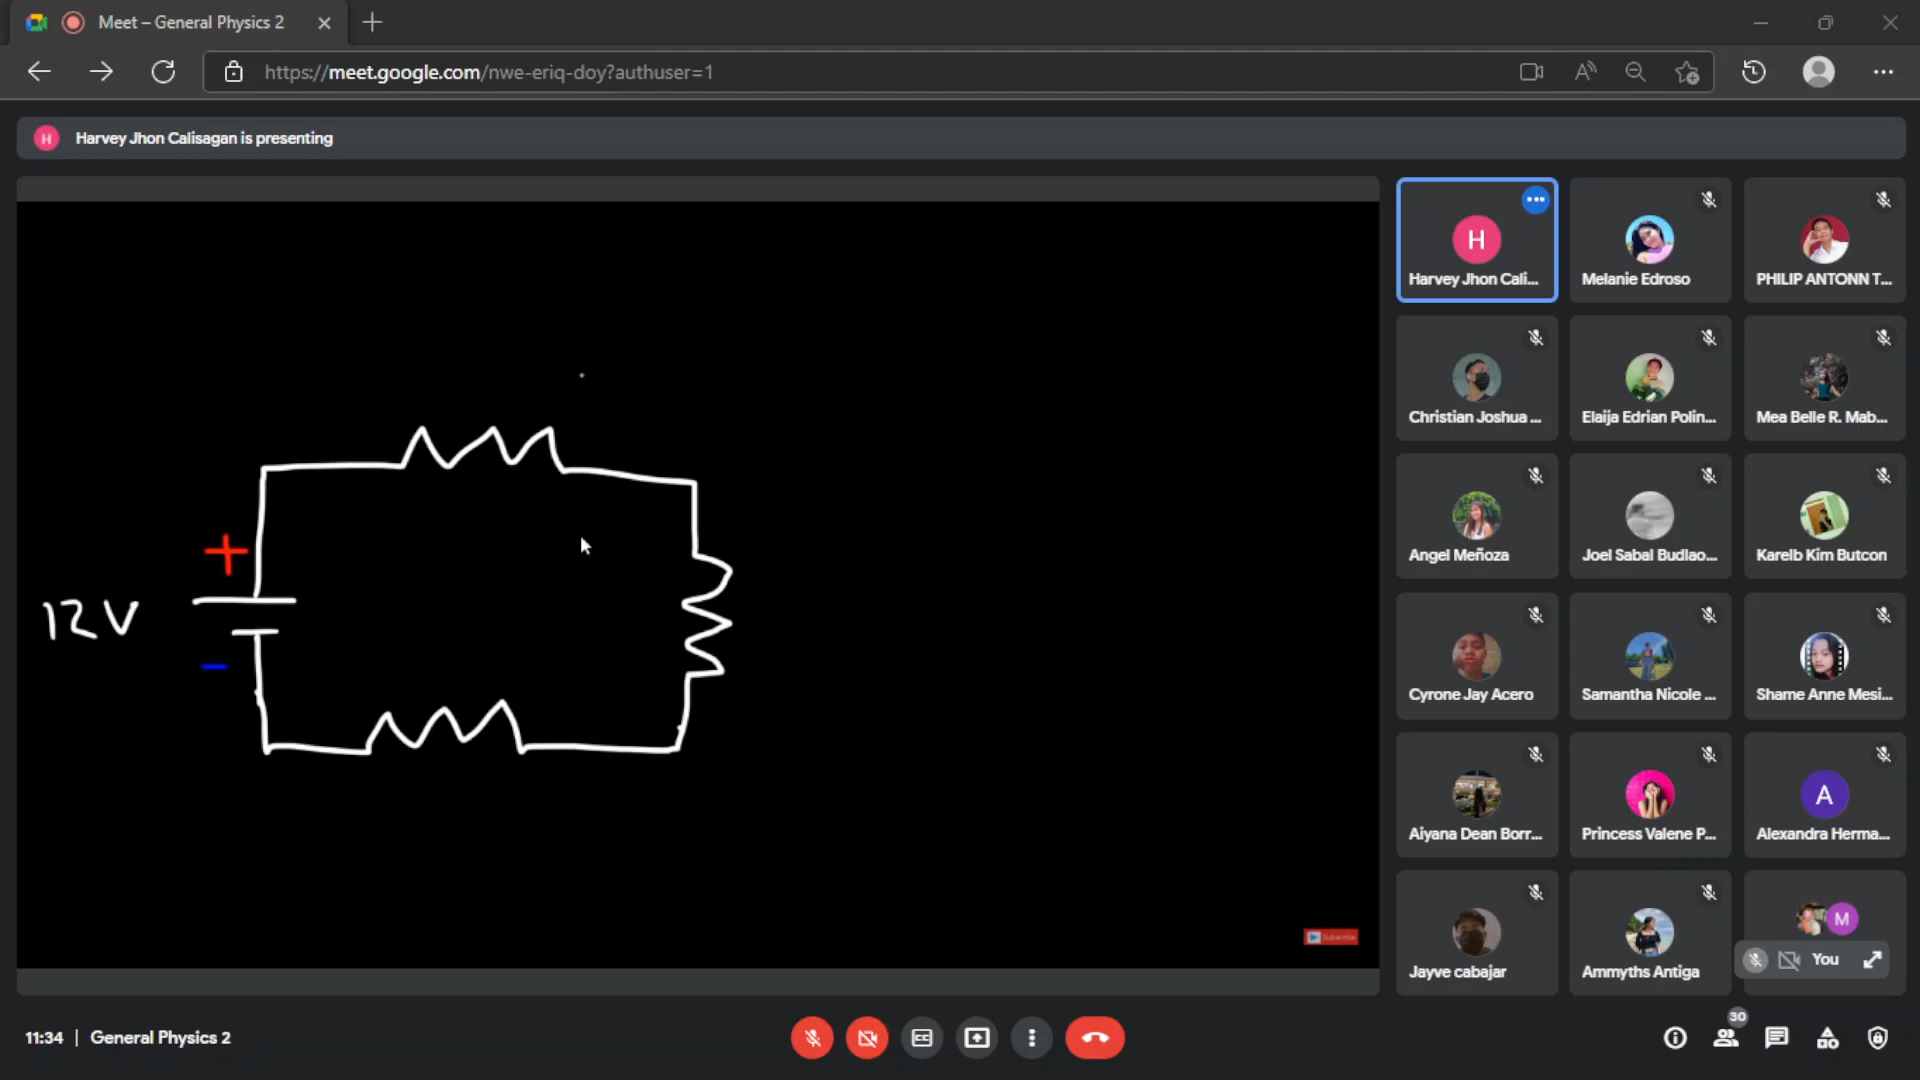 Meet – General Physics 2
https://meet.google.com/nwe-eriq-doy?authuser=1
H
Harvey Jhon Calisagan is presenting
12V
+
−
Subscribe
H
Harvey Jhon Cali...
Melanie Edroso
PHILIP ANTONN T...
Christian Joshua ...
Elaija Edrian Polin...
Mea Belle R. Mab...
Angel Meñoza
Joel Sabal Budlao...
Karelb Kim Butcon
Cyrone Jay Acero
Samantha Nicole ...
Shame Anne Mesi...
Aiyana Dean Borr...
Princess Valene P...
A
Alexandra Herma...
Jayve cabajar
Ammyths Antiga
M
You
11:34 | General Physics 2
30